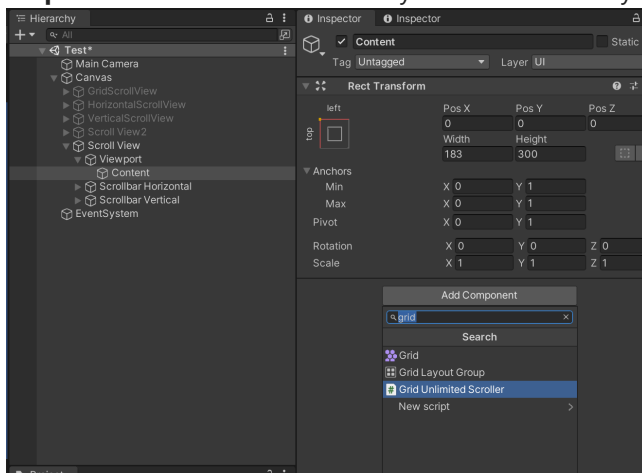 Hierarchy
Inspector
Inspector
All
Content
Static
Test*
Tag Untagged
Layer UI
Main Camera
Canvas
Rect Transform
GridScrollView
left
Pos X
Pos Y
Pos Z
HorizontalScrollView
0
0
0
VerticalScrollView
top
Width
Height
Scroll View2
183
300
Scroll View
Viewport
Anchors
Content
Min
X 0
Y 1
Scrollbar Horizontal
Max
X 0
Y 1
Scrollbar Vertical
Pivot
X 0
Y 1
EventSystem
Rotation
X 0
Y 0
Z 0
Scale
X 1
Y 1
Z 1
Add Component
grid
Search
Grid
Grid Layout Group
Grid Unlimited Scroller
New script